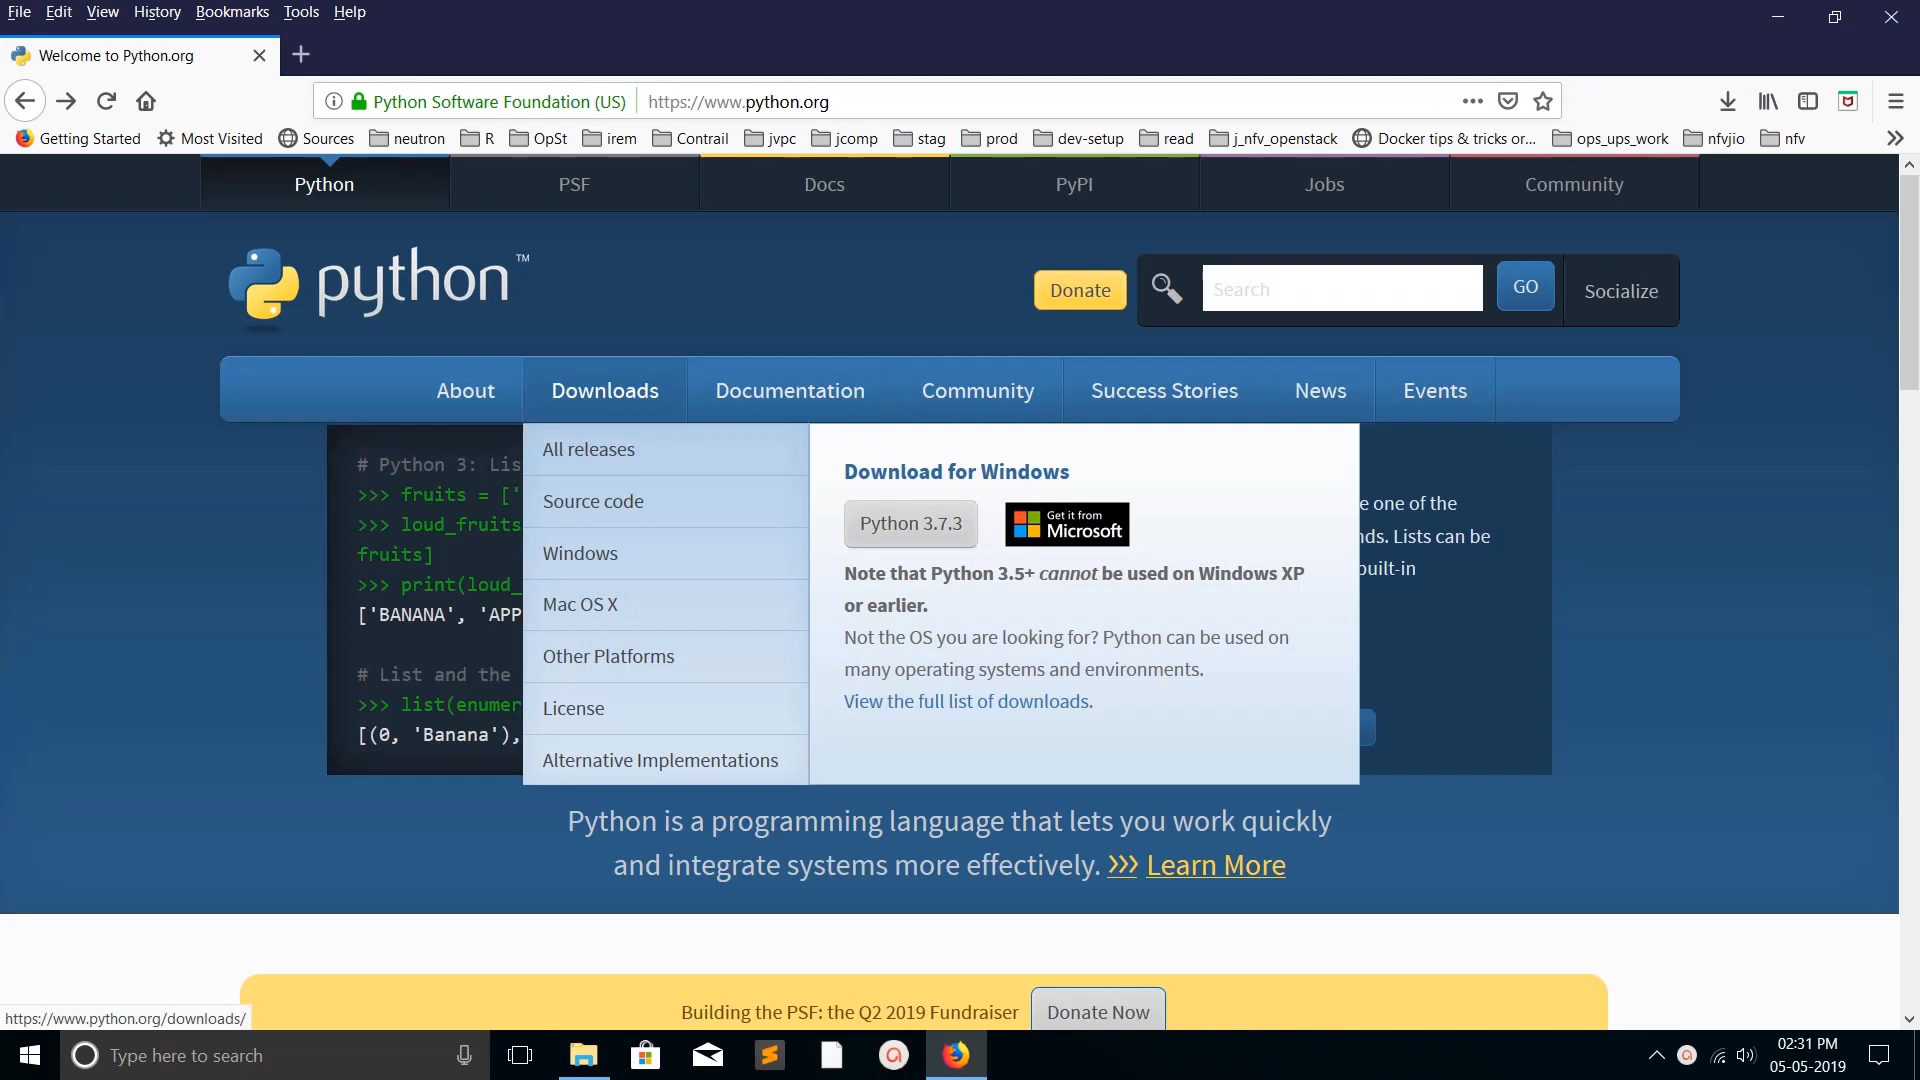 File Edit View History Bookmarks Tools Help
Welcome to Python.org
Python Software Foundation (US) https://www.python.org
Getting Started Most Visited Sources neutron R OpSt irem Contrail jvpc jcomp stag prod dev-setup read j_nfv_openstack Docker tips & tricks or... ops_ups_work nfvjio nfv
Python PSF Docs PyPI Jobs Community
python™
Donate Search GO Socialize
About Downloads Documentation Community Success Stories News Events
# Python 3: Lis
>>> fruits = ['
>>> loud_fruits
fruits]
>>> print(loud_
['BANANA', 'APP
# List and the
>>> list(enumer
[(0, 'Banana'),
All releases
Source code
Windows
Mac OS X
Other Platforms
License
Alternative Implementations
Download for Windows
Python 3.7.3
Get it from
Microsoft
Note that Python 3.5+ cannot be used on Windows XP
or earlier.
Not the OS you are looking for? Python can be used on
many operating systems and environments.
View the full list of downloads.
e one of the
nds. Lists can be
built-in
Python is a programming language that lets you work quickly
and integrate systems more effectively. >>> Learn More
Building the PSF: the Q2 2019 Fundraiser Donate Now
https://www.python.org/downloads/
Type here to search
02:31 PM
05-05-2019